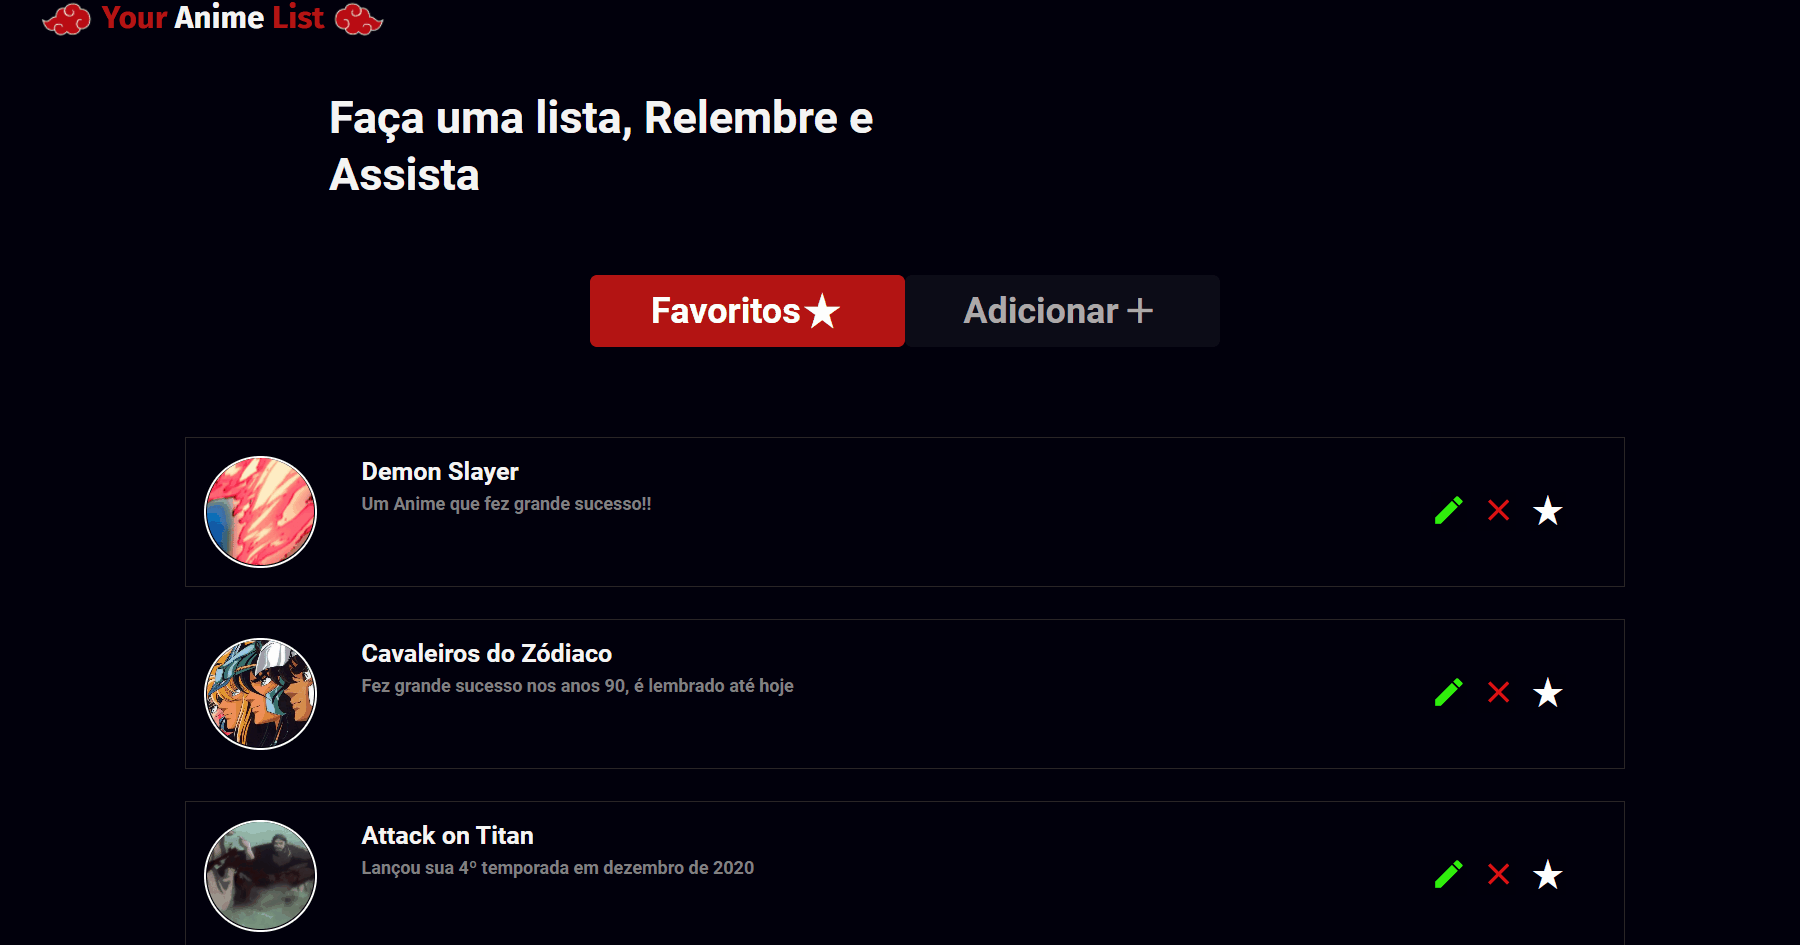 Your Anime List
Faça uma lista, Relembre e
Assista
Favoritos★ Adicionar+
Demon Slayer
Um Anime que fez grande sucesso!!
Cavaleiros do Zódiaco
Fez grande sucesso nos anos 90, é lembrado até hoje
Attack on Titan
Lançou sua 4º temporada em dezembro de 2020